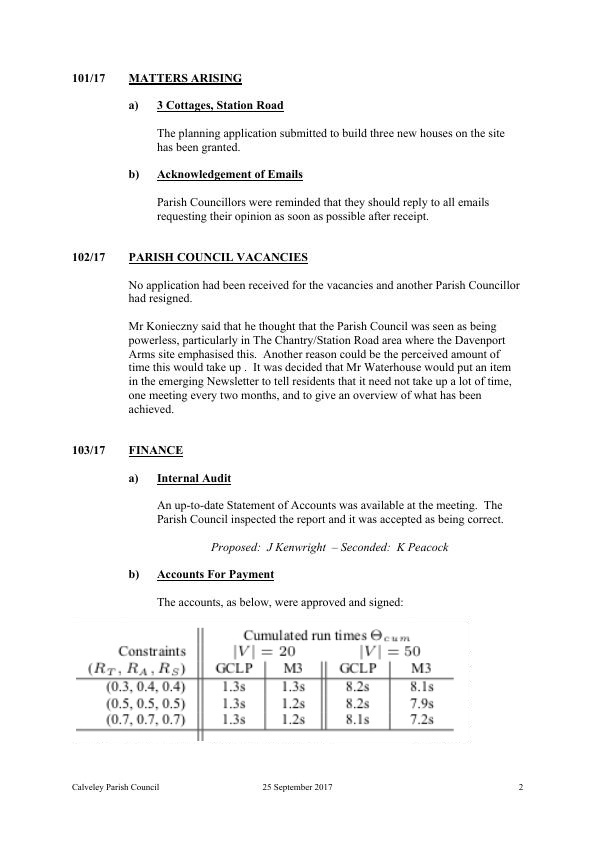 101/17 MATTERS ARISING
a) 3 Cottages, Station Road
The planning application submitted to build three new houses on the site
has been granted.
b) Acknowledgement of Emails
Parish Councillors were reminded that they should reply to all emails
requesting their opinion as soon as possible after receipt.
102/17 PARISH COUNCIL VACANCIES
No application had been received for the vacancies and another Parish Councillor
had resigned.
Mr Konieczny said that he thought that the Parish Council was seen as being
powerless, particularly in The Chantry/Station Road area where the Davenport
Arms site emphasised this. Another reason could be the perceived amount of
time this would take up . It was decided that Mr Waterhouse would put an item
in the emerging Newsletter to tell residents that it need not take up a lot of time,
one meeting every two months, and to give an overview of what has been
achieved.
103/17 FINANCE
a) Internal Audit
An up-to-date Statement of Accounts was available at the meeting. The
Parish Council inspected the report and it was accepted as being correct.
Proposed: J Kenwright – Seconded: K Peacock
b) Accounts For Payment
The accounts, as below, were approved and signed:
Cumulated run times Θcum
Constraints |V| = 20 |V| = 50
(RT, RA, RS) GCLP M3 GCLP M3
(0.3, 0.4, 0.4) 1.3s 1.3s 8.2s 8.1s
(0.5, 0.5, 0.5) 1.3s 1.2s 8.2s 7.9s
(0.7, 0.7, 0.7) 1.3s 1.2s 8.1s 7.2s
Calveley Parish Council 25 September 2017 2